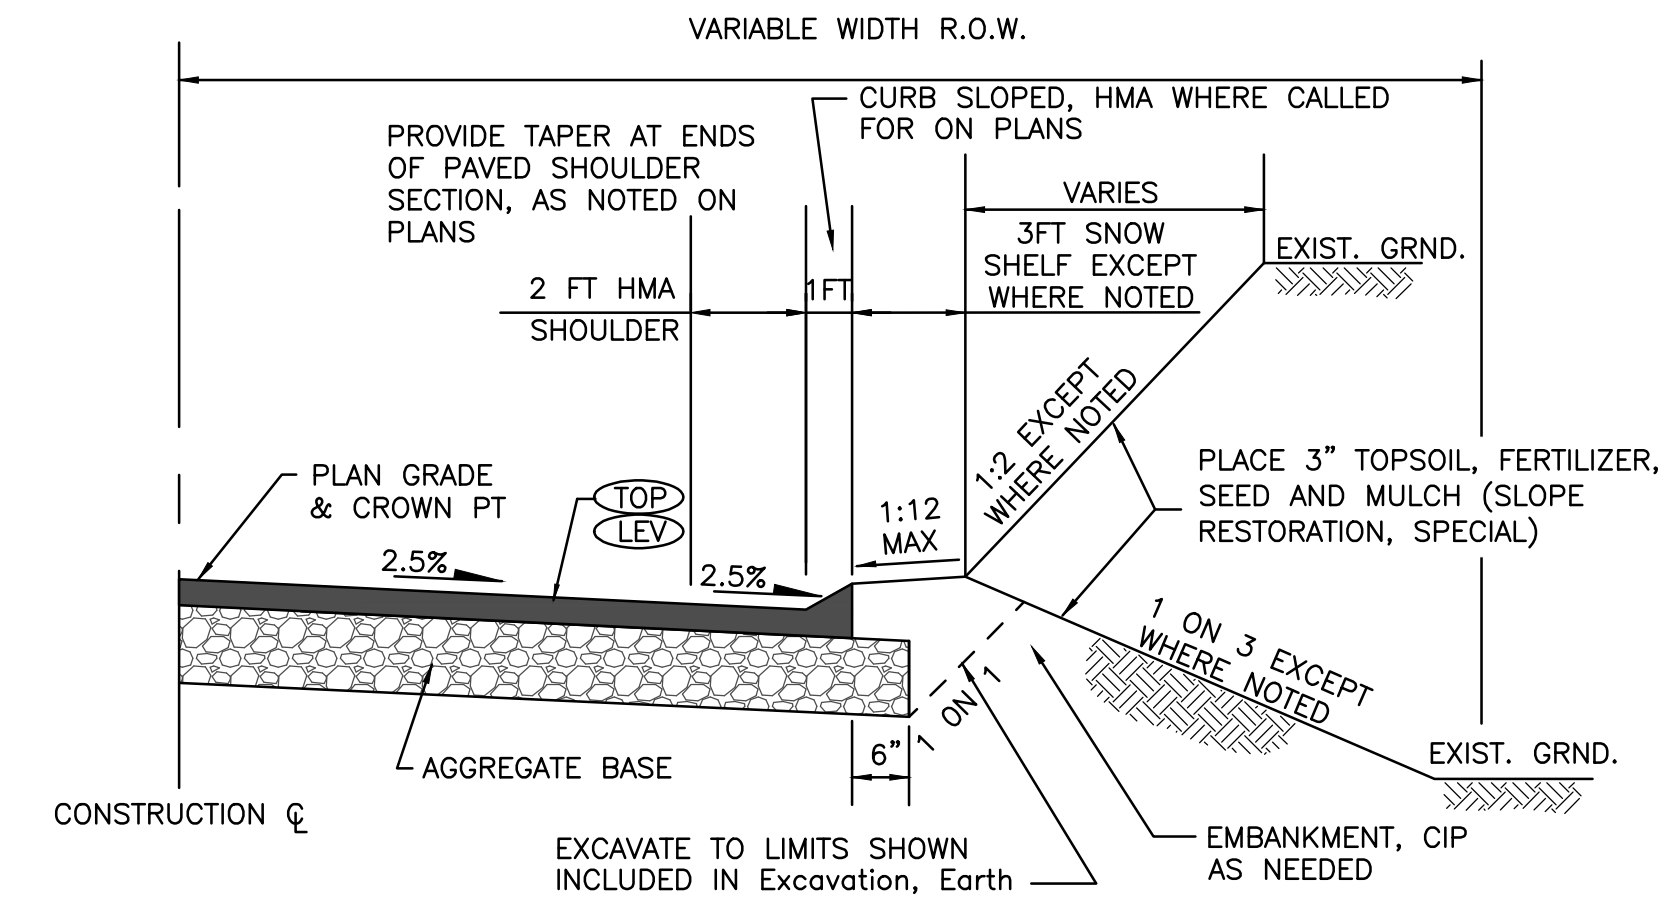 VARIABLE WIDTH R.O.W.
CURB SLOPED, HMA WHERE CALLED
FOR ON PLANS
PROVIDE TAPER AT ENDS
OF PAVED SHOULDER
SECTION, AS NOTED ON
PLANS
VARIES
3FT SNOW
SHELF EXCEPT
WHERE NOTED
EXIST. GRND.
2 FT HMA
SHOULDER
1FT
1:2 EXCEPT
WHERE NOTED
PLAN GRADE
& CROWN PT
TOP
LEV
1:12
MAX
PLACE 3” TOPSOIL, FERTILIZER,
SEED AND MULCH (SLOPE
RESTORATION, SPECIAL)
2.5%
2.5%
1 ON 3 EXCEPT
WHERE NOTED
1 ON 1
6”
AGGREGATE BASE
EXIST. GRND.
CONSTRUCTION ℄
EXCAVATE TO LIMITS SHOWN
INCLUDED IN Excavation, Earth
EMBANKMENT, CIP
AS NEEDED